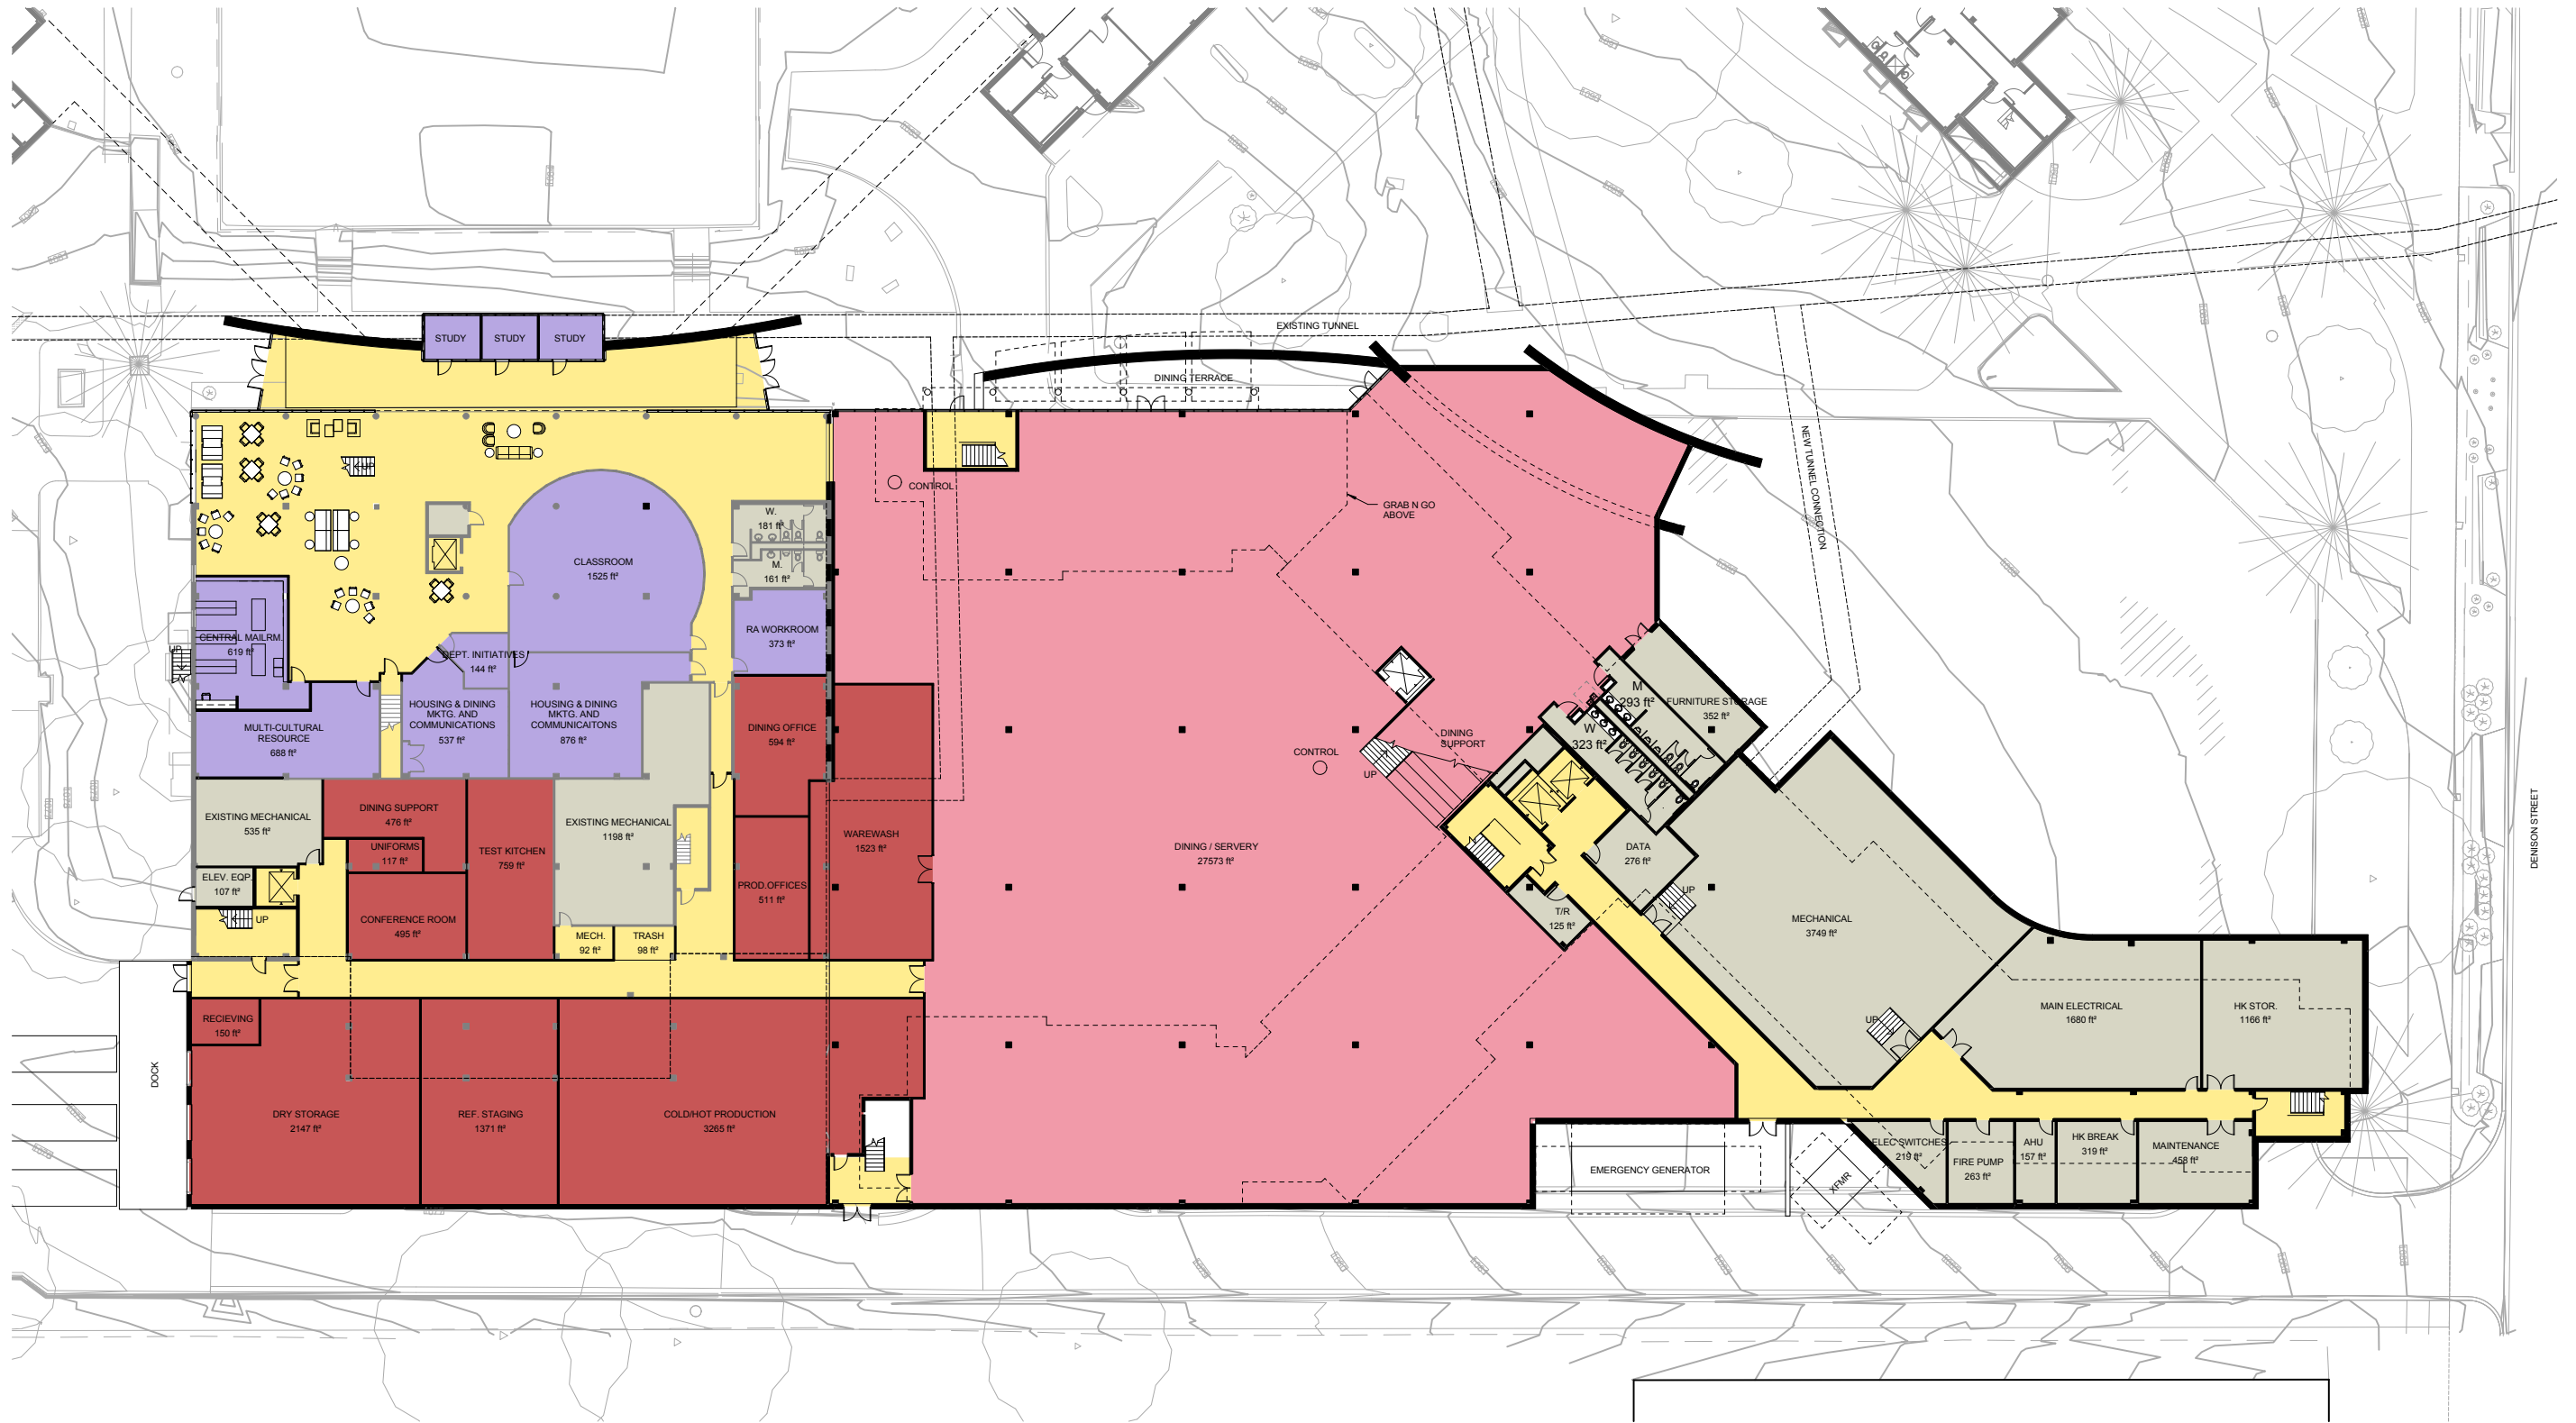 STUDY
STUDY
STUDY
EXISTING TUNNEL
DINING TERRACE
NEW TUNNEL CONNECTION
UP
CONTROL
GRAB N GO
ABOVE
W.
181 ft²
M.
161 ft²
CLASSROOM
1525 ft²
CENTRAL MAILRM.
619 ft²
UP
DEPT. INITIATIVES
144 ft²
RA WORKROOM
373 ft²
MULTI-CULTURAL
RESOURCE
688 ft²
HOUSING & DINING
MKTG. AND
COMMUNICATIONS
537 ft²
HOUSING & DINING
MKTG. AND
COMMUNICAITONS
876 ft²
DINING OFFICE
594 ft²
M
293 ft²
FURNITURE STORAGE
352 ft²
W
323 ft²
DINING
SUPPORT
CONTROL
UP
EXISTING MECHANICAL
535 ft²
DINING SUPPORT
476 ft²
UNIFORMS
117 ft²
TEST KITCHEN
759 ft²
EXISTING MECHANICAL
1198 ft²
WAREWASH
1523 ft²
DINING / SERVERY
27573 ft²
DATA
276 ft²
UP
DENISON STREET
ELEV. EQP.
107 ft²
UP
CONFERENCE ROOM
495 ft²
PROD.OFFICES
511 ft²
T/R
125 ft²
MECHANICAL
3749 ft²
MECH.
92 ft²
TRASH
98 ft²
RECIEVING
150 ft²
DOCK
UP
MAIN ELECTRICAL
1680 ft²
HK STOR.
1166 ft²
DRY STORAGE
2147 ft²
REF. STAGING
1371 ft²
COLD/HOT PRODUCTION
3265 ft²
EMERGENCY GENERATOR
XFMR
ELEC SWITCHES
219 ft²
FIRE PUMP
263 ft²
AHU
157 ft²
HK BREAK
319 ft²
MAINTENANCE
458 ft²